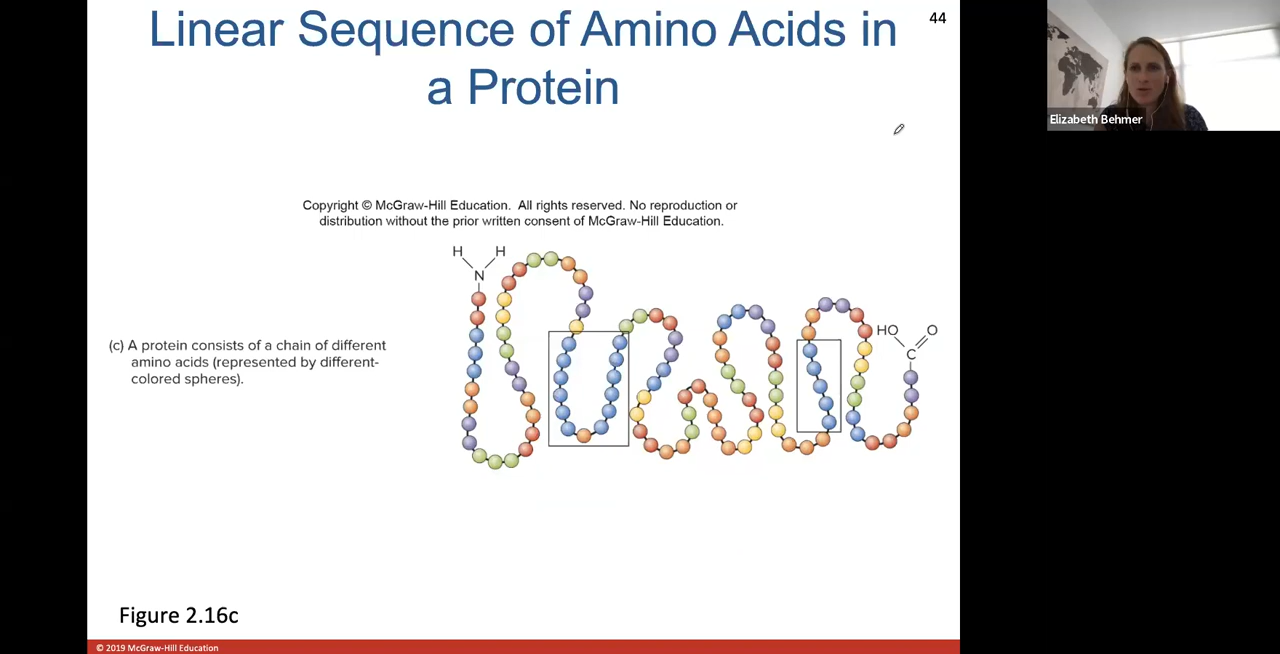 Linear Sequence of Amino Acids in
a Protein
44
Elizabeth Behmer
Copyright © McGraw-Hill Education. All rights reserved. No reproduction or
distribution without the prior written consent of McGraw-Hill Education.
H H
N
HO O
C
(c) A protein consists of a chain of different
amino acids (represented by different-
colored spheres).
Figure 2.16c
© 2019 McGraw-Hill Education